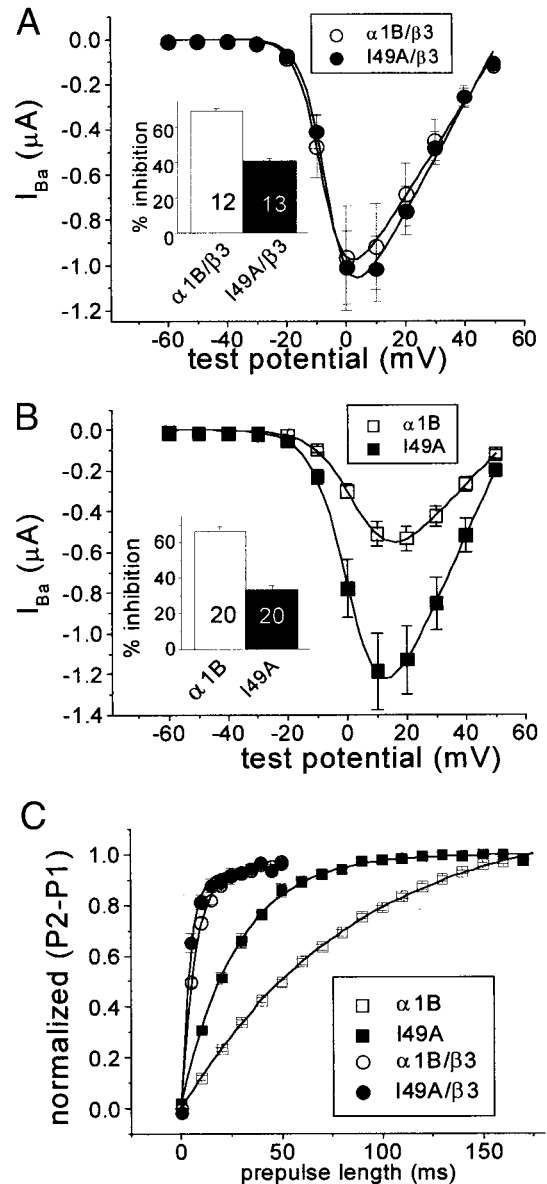 A
α1B/β3
I49A/β3
0.0
-0.2
-0.4
-0.6
-0.8
-1.0
-1.2
I_Ba (μA)
60
40
20
0
% inhibition
12
13
α1B/β3
I49A/β3
-60
-40
-20
0
20
40
60
test potential (mV)
B
α1B
I49A
0.0
-0.2
-0.4
-0.6
-0.8
-1.0
-1.2
-1.4
I_Ba (μA)
80
60
40
20
0
% inhibition
20
20
α1B
I49A
-60
-40
-20
0
20
40
60
test potential (mV)
C
1.0
0.8
0.6
0.4
0.2
0.0
normalized (P2-P1)
α1B
I49A
α1B/β3
I49A/β3
0
50
100
150
prepulse length (ms)